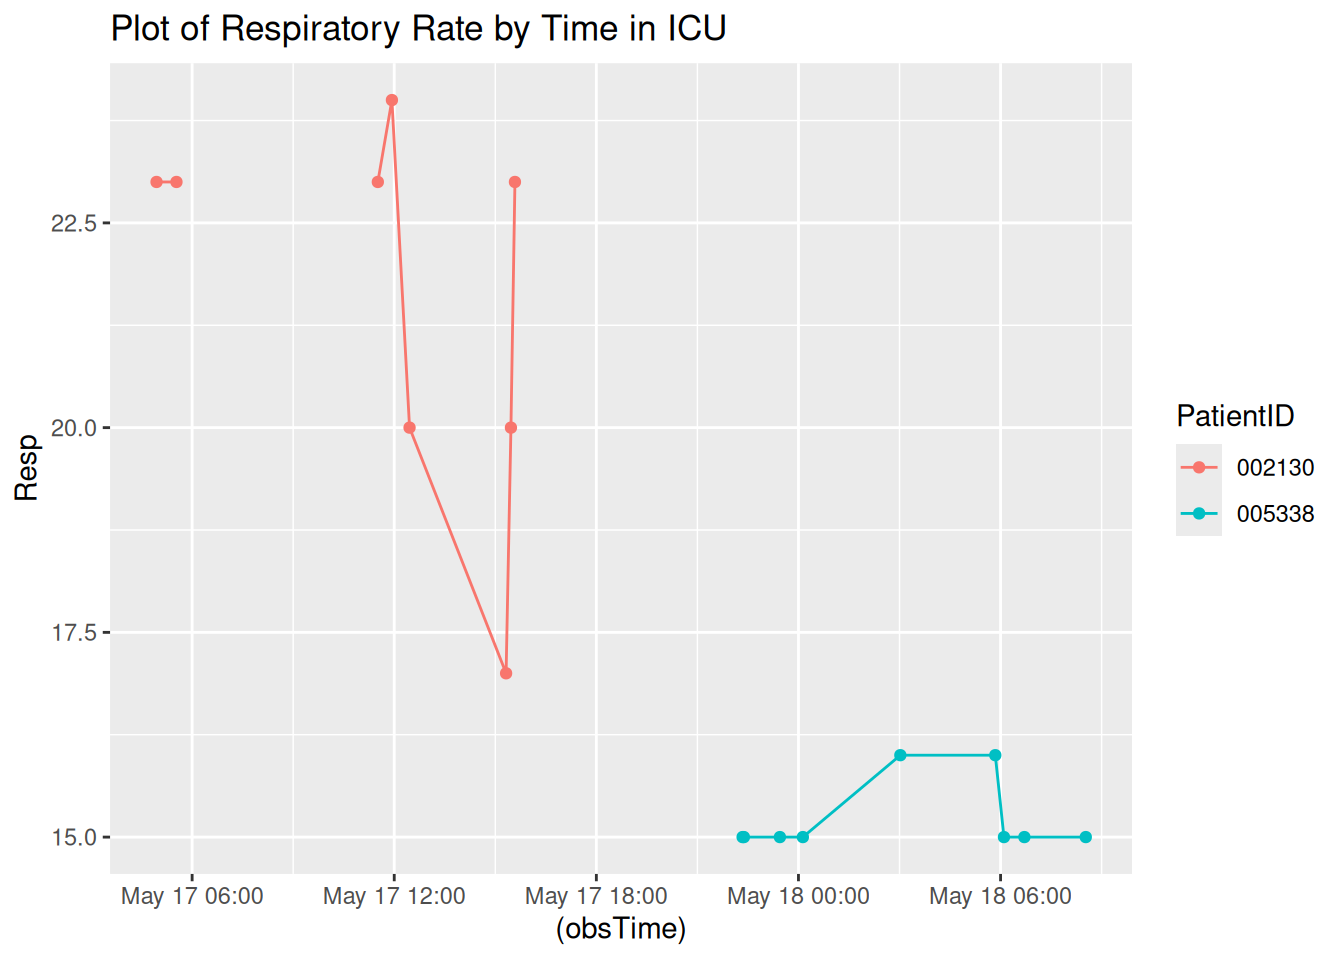 Plot of Respiratory Rate by Time in ICU
Resp
22.5
20.0
17.5
15.0
May 17 06:00
May 17 12:00
May 17 18:00
May 18 00:00
May 18 06:00
(obsTime)
PatientID
002130
005338